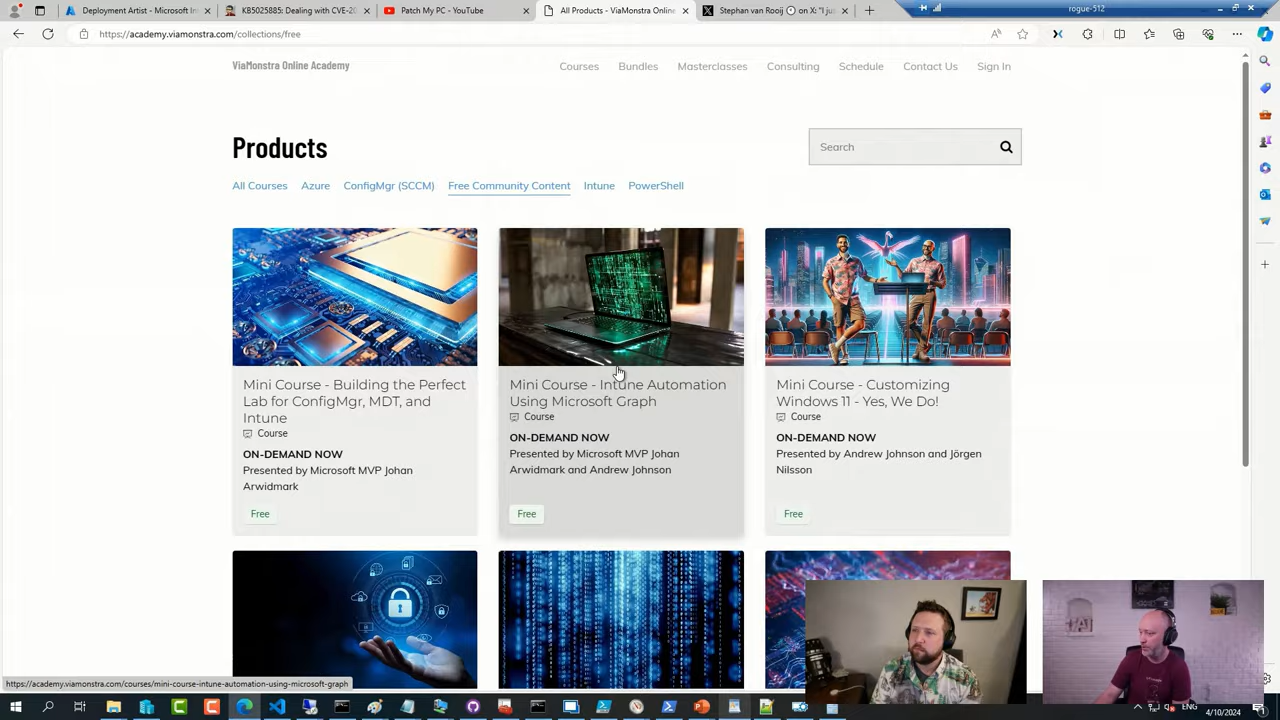 Deployment Artist - Microsoft In
KB5025885: Dealing with CVE-20
Patch My PC - YouTube
All Products - ViaMonstra Online
Stephan van Rooij on X: "I jus
rogue-512
https://academy.viamonstra.com/collections/free
ViaMonstra Online Academy
Courses Bundles Masterclasses Consulting Schedule Contact Us Sign In
Products
Search
All Courses Azure ConfigMgr (SCCM) Free Community Content Intune PowerShell
Mini Course - Building the Perfect
Lab for ConfigMgr, MDT, and
Intune
Course
ON-DEMAND NOW
Presented by Microsoft MVP Johan
Arwidmark
Free
Mini Course - Intune Automation
Using Microsoft Graph
Course
ON-DEMAND NOW
Presented by Microsoft MVP Johan
Arwidmark and Andrew Johnson
Free
Mini Course - Customizing
Windows 11 - Yes, We Do!
Course
ON-DEMAND NOW
Presented by Andrew Johnson and Jörgen
Nilsson
Free
https://academy.viamonstra.com/courses/mini-course-intune-automation-using-microsoft-graph
ENG
4/10/2024